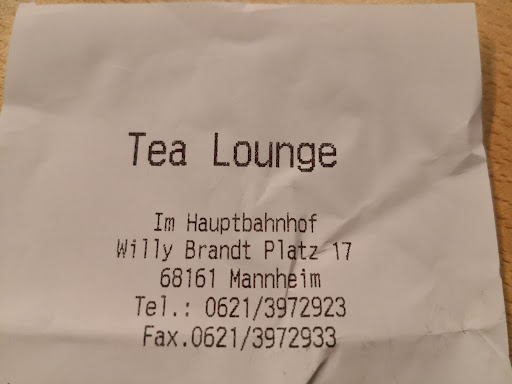 Tea Lounge
Im Hauptbahnhof
Willy Brandt Platz 17
68161 Mannheim
Tel.: 0621/3972923
Fax.0621/3972933